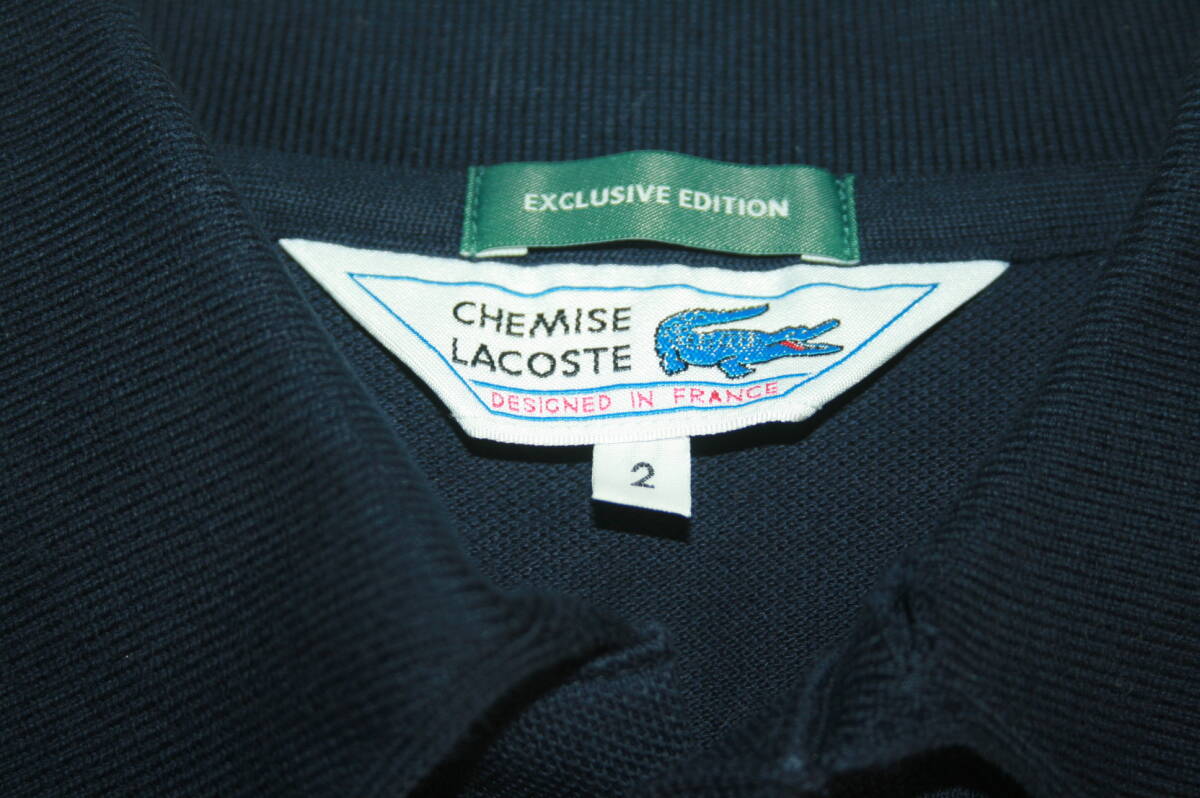 EXCLUSIVE EDITION
CHEMISE
LACOSTE
DESIGNED IN FRANCE
2